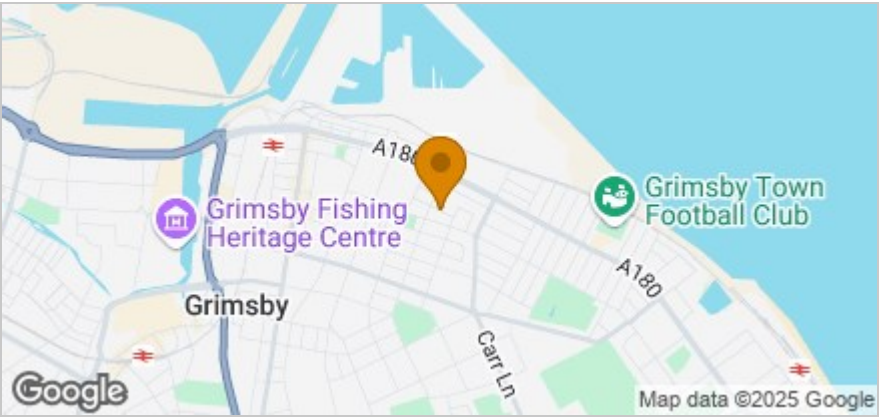 A180
Grimsby Town
Football Club
Grimsby Fishing
Heritage Centre
A180
Grimsby
Carr Ln
Google
Map data ©2025 Google